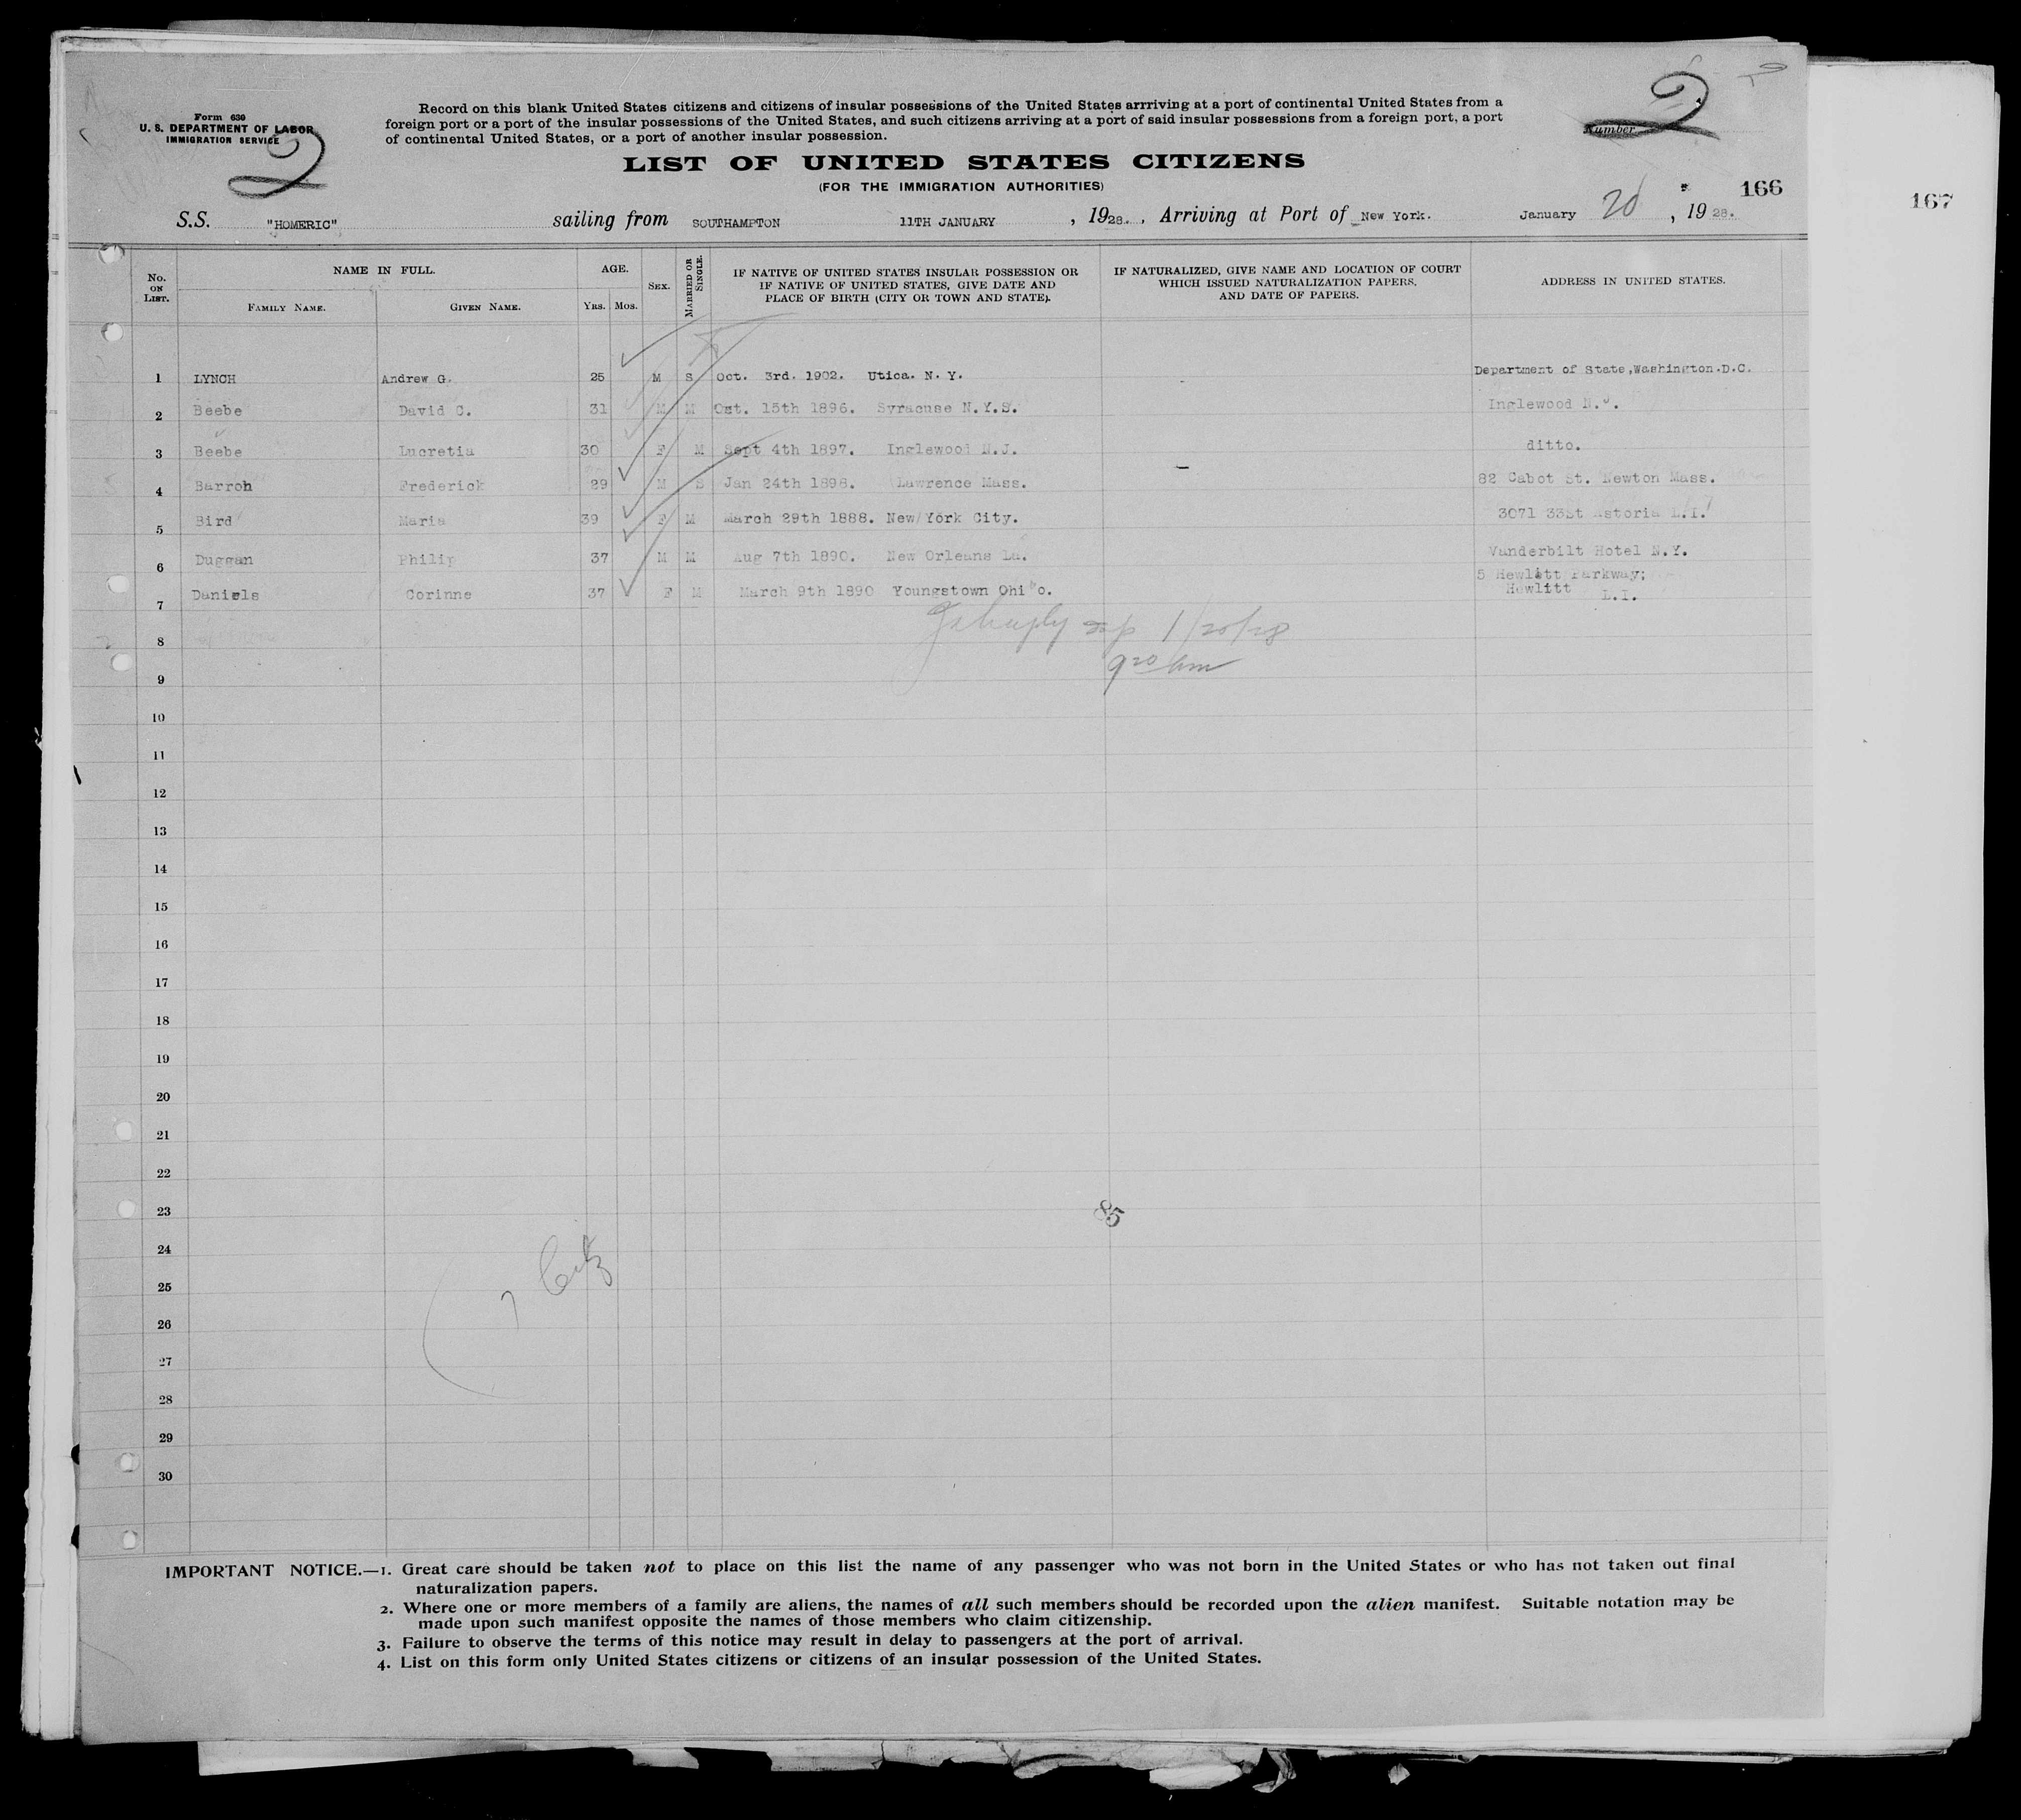 Form 630
U. S. DEPARTMENT OF LABOR
IMMIGRATION SERVICE
2
Record on this blank United States citizens and citizens of insular possessions of the United States arrriving at a port of continental United States from a
foreign port or a port of the insular possessions of the United States, and such citizens arriving at a port of said insular possessions from a foreign port, a port
of continental United States, or a port of another insular possession.
2
Number
LIST OF UNITED STATES CITIZENS
(FOR THE IMMIGRATION AUTHORITIES)
166
167
S.S. "HOMERIC" sailing from SOUTHAMPTON 11TH JANUARY , 1928. , Arriving at Port of New York. January 20 , 1928.
No. ON LIST.
NAME IN FULL.
FAMILY NAME. GIVEN NAME.
AGE.
YRS. MOS.
SEX.
MARRIED OR SINGLE.
IF NATIVE OF UNITED STATES INSULAR POSSESSION OR
IF NATIVE OF UNITED STATES, GIVE DATE AND
PLACE OF BIRTH (CITY OR TOWN AND STATE).
IF NATURALIZED, GIVE NAME AND LOCATION OF COURT
WHICH ISSUED NATURALIZATION PAPERS,
AND DATE OF PAPERS.
ADDRESS IN UNITED STATES.
1 LYNCH Andrew G. 25 M S Oct. 3rd. 1902. Utica. N. Y. - Department of State,Washington.D.C.
2 Beebe David C. 31 M M Oct. 15th 1896. Syracuse N.Y.S. Inglewood N.J.
3 Beebe Lucretia 30 F M Sept 4th 1897. Inglewood N.J. ditto.
4 Barron Frederick 29 M S Jan 24th 1898. Lawrence Mass. - 82 Cabot St. Newton Mass.
5 Bird Maria 39 F M March 29th 1888. New York City. 3071 33St Astoria L.I.
6 Duggan Philip 37 M M Aug 7th 1890. New Orleans La. Vanderbilt Hotel N.Y.
7 Daniels Corinne 37 F M March 9th 1890 Youngstown Ohio. 5 Hewlitt Parkway;
Hewlitt L.I.
1/20/28
8
9 9 20 Am
10
11
12
13
14
15
16
17
18
19
20
21
22
23 85
24
25 7 Citz
26
27
28
29
30
IMPORTANT NOTICE.—1. Great care should be taken not to place on this list the name of any passenger who was not born in the United States or who has not taken out final
naturalization papers.
2. Where one or more members of a family are aliens, the names of all such members should be recorded upon the alien manifest. Suitable notation may be
made upon such manifest opposite the names of those members who claim citizenship.
3. Failure to observe the terms of this notice may result in delay to passengers at the port of arrival.
4. List on this form only United States citizens or citizens of an insular possession of the United States.